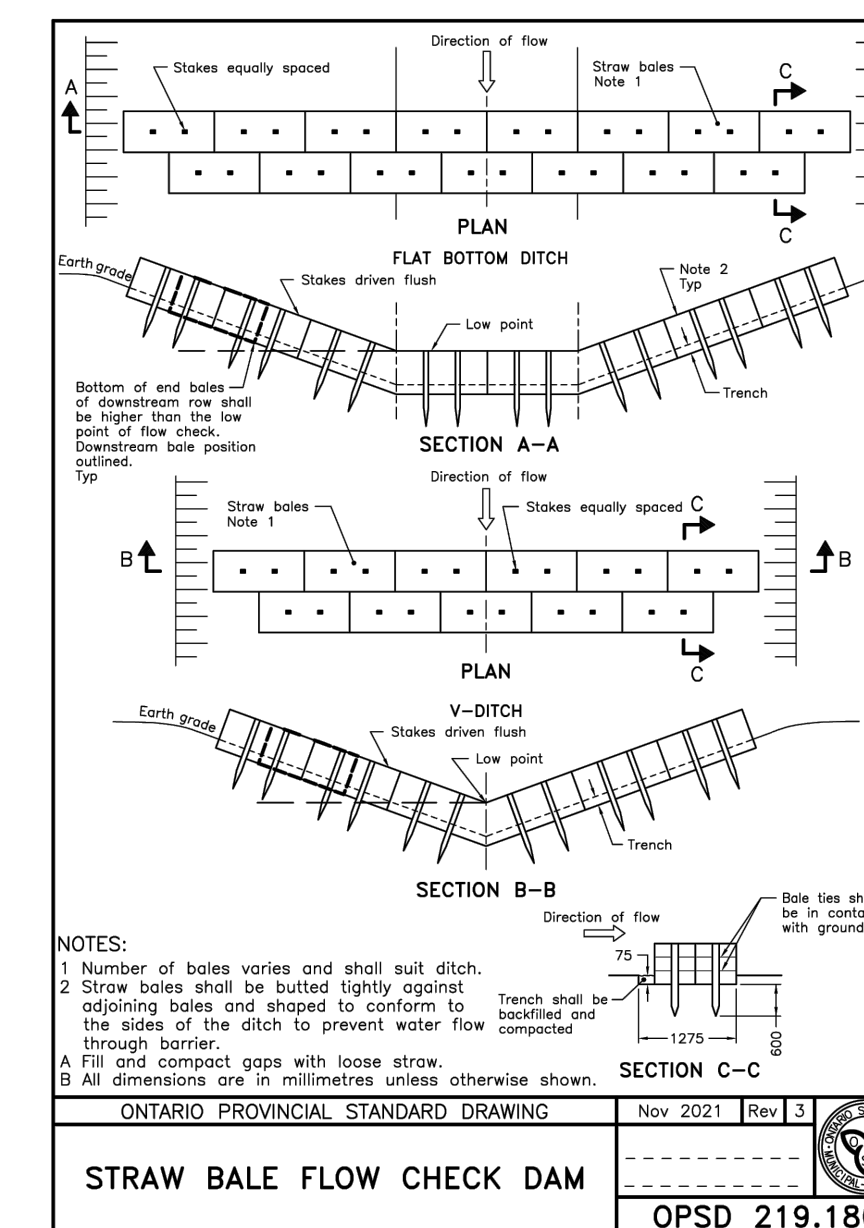 Direction of flow
Stakes equally spaced
Straw bales
Note 1
A
C
C
PLAN
FLAT BOTTOM DITCH
Earth grade
Stakes driven flush
Note 2
Typ
Low point
Trench
Bottom of end bales
of downstream row shall
be higher than the low
point of flow check.
Downstream bale position
outlined.
Typ
SECTION A-A
Direction of flow
Straw bales
Note 1
Stakes equally spaced
C
B
B
C
PLAN
V-DITCH
Earth grade
Stakes driven flush
Low point
Trench
SECTION B-B
Direction of flow
Bale ties
be in
with ground
75
Trench shall be
backfilled and
compacted
1275
600
SECTION C-C
NOTES:
1 Number of bales varies and shall suit ditch.
2 Straw bales shall be butted tightly against
adjoining bales and shaped to conform to
the sides of the ditch to prevent water flow
through barrier.
A Fill and compact gaps with loose straw.
B All dimensions are in millimetres unless otherwise shown.
ONTARIO PROVINCIAL STANDARD DRAWING
Nov 2021 Rev 3
STRAW BALE FLOW CHECK DAM
OPSD 219.18